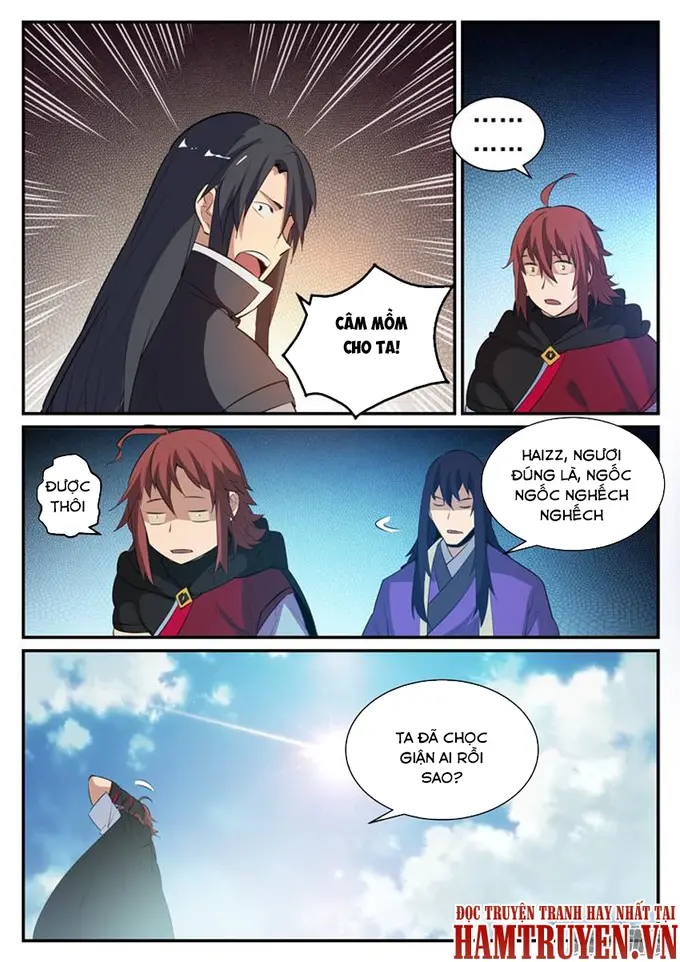 CÂM MỒM
CHO TA!
......
......
ĐƯỢC
THÔI
HAIZZ, NGƯƠI
ĐÚNG LÀ, NGỐC
NGỐC NGHẾCH
NGHẾCH
TA ĐÃ CHỌC
GIẬN AI RỒI
SAO?
ĐỌC TRUYỆN TRANH HAY NHẤT TẠI
HAMTRUYEN.VN